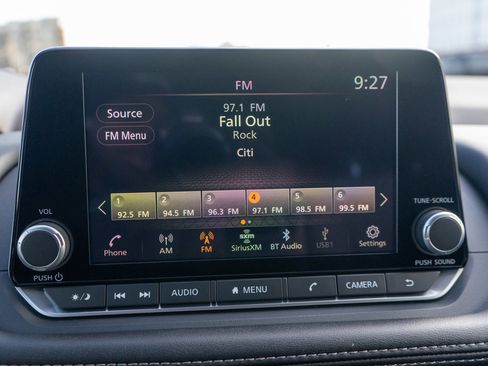 FM
9:27
Source
97.1 FM
Fall Out
FM Menu
Rock
Citi
1 2 3 4 5 6
92.5 FM 94.5 FM 96.3 FM 97.1 FM 98.5 FM 99.5 FM
VOL
TUNE-SCROLL
sxm
Phone AM FM SiriusXM BT Audio USB1 Settings
PUSH
PUSH SOUND
AUDIO MENU CAMERA